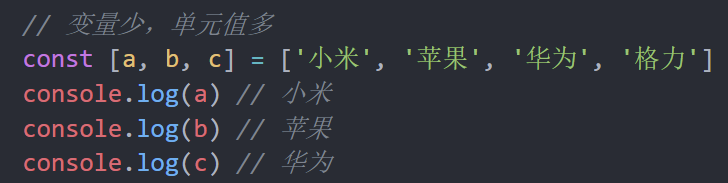 // 变量少，单元值多
const [a, b, c] = ['小米', '苹果', '华为', '格力']
console.log(a) // 小米
console.log(b) // 苹果
console.log(c) // 华为